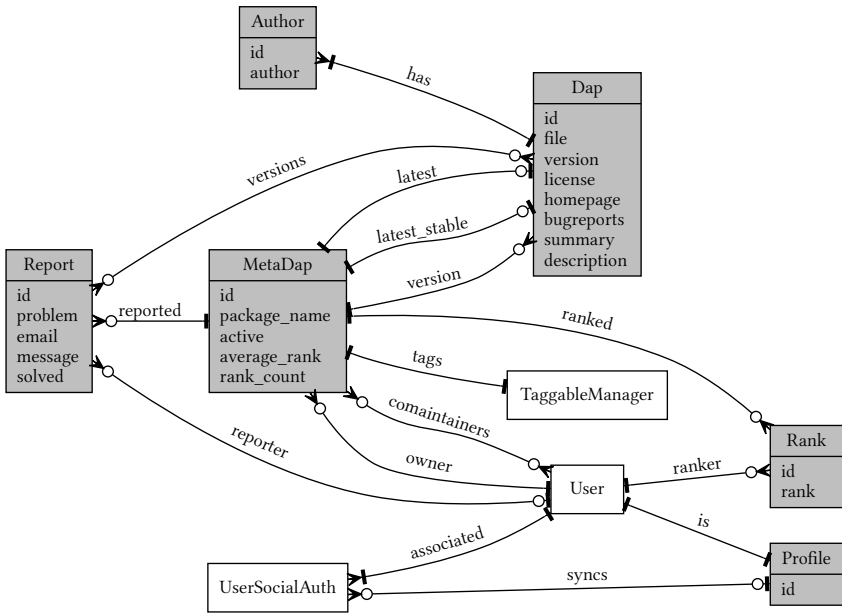 Author
id
author
has
Dap
id
file
version
license
homepage
bugreports
summary
description
versions
latest
latest_stable
version
Report
id
problem
email
message
solved
reported
MetaDap
id
package_name
active
average_rank
rank_count
ranked
tags
TaggableManager
comaintainers
reporter
owner
Rank
id
rank
ranker
User
is
associated
Profile
id
UserSocialAuth
syncs